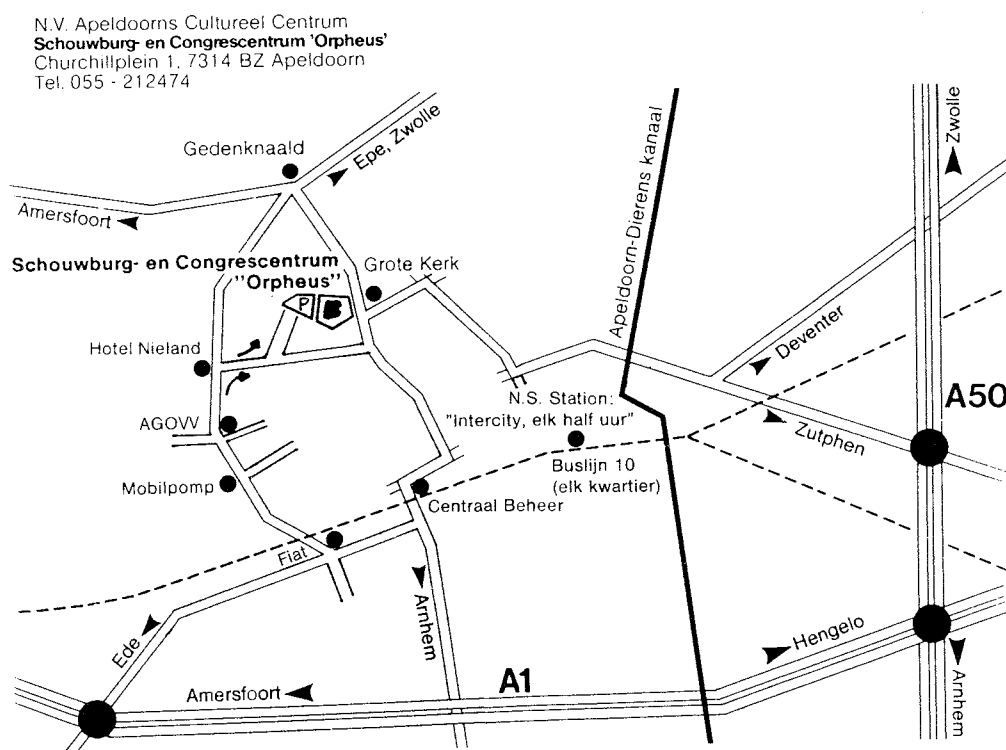 N.V. Apeldoorns Cultureel Centrum
Schouwburg- en Congrescentrum 'Orpheus'
Churchillplein 1, 7314 BZ Apeldoorn
Tel. 055 - 212474
Gedenknaald
Epe, Zwolle
Apeldoorn-Dierens kanaal
Zwolle
Amersfoort
Schouwburg- en Congrescentrum
"Orpheus"
Grote Kerk
P
Hotel Nieland
Deventer
N.S. Station:
"Intercity, elk half uur"
A50
AGOVV
Zutphen
Buslijn 10
(elk kwartier)
Mobilpomp
Centraal Beheer
Fiat
Ede
Arnhem
Hengelo
Amersfoort
A1
Arnhem